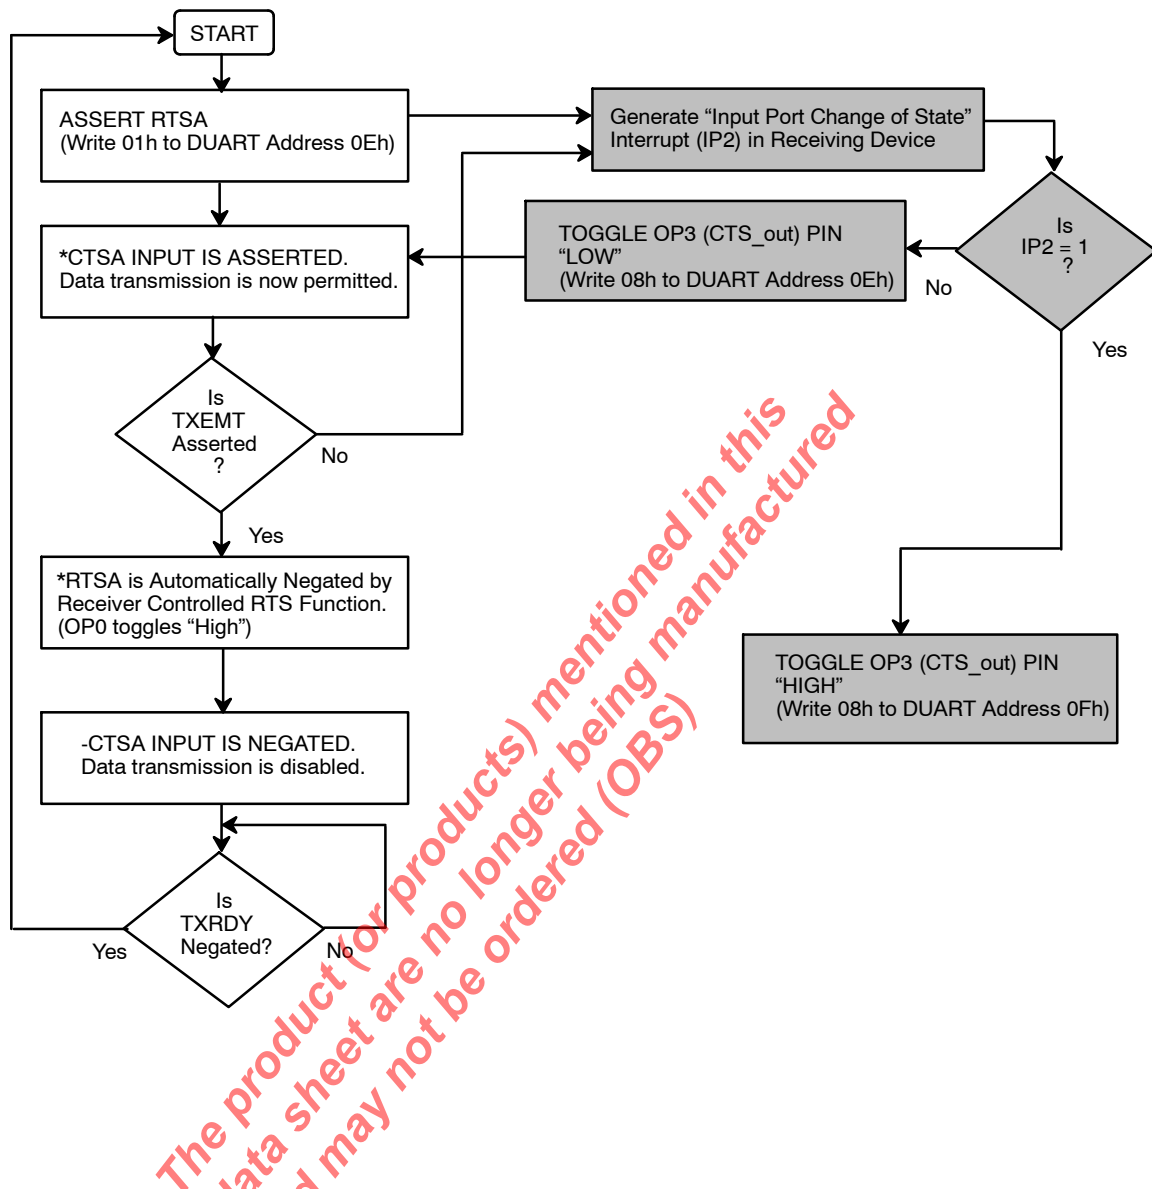 START
ASSERT RTSA
(Write 01h to DUART Address 0Eh)
Generate “Input Port Change of State”
Interrupt (IP2) in Receiving Device
Is
IP2 = 1
?
No
Yes
TOGGLE OP3 (CTS_out) PIN
“LOW”
(Write 08h to DUART Address 0Eh)
*CTSA INPUT IS ASSERTED.
Data transmission is now permitted.
Is
TXEMT
Asserted
?
No
Yes
*RTSA is Automatically Negated by
Receiver Controlled RTS Function.
(OP0 toggles “High”)
TOGGLE OP3 (CTS_out) PIN
“HIGH”
(Write 08h to DUART Address 0Fh)
-CTSA INPUT IS NEGATED.
Data transmission is disabled.
Is
TXRDY
Negated?
Yes
No
The product (or products) mentioned in this
data sheet are no longer being manufactured
may not be ordered (OBS)